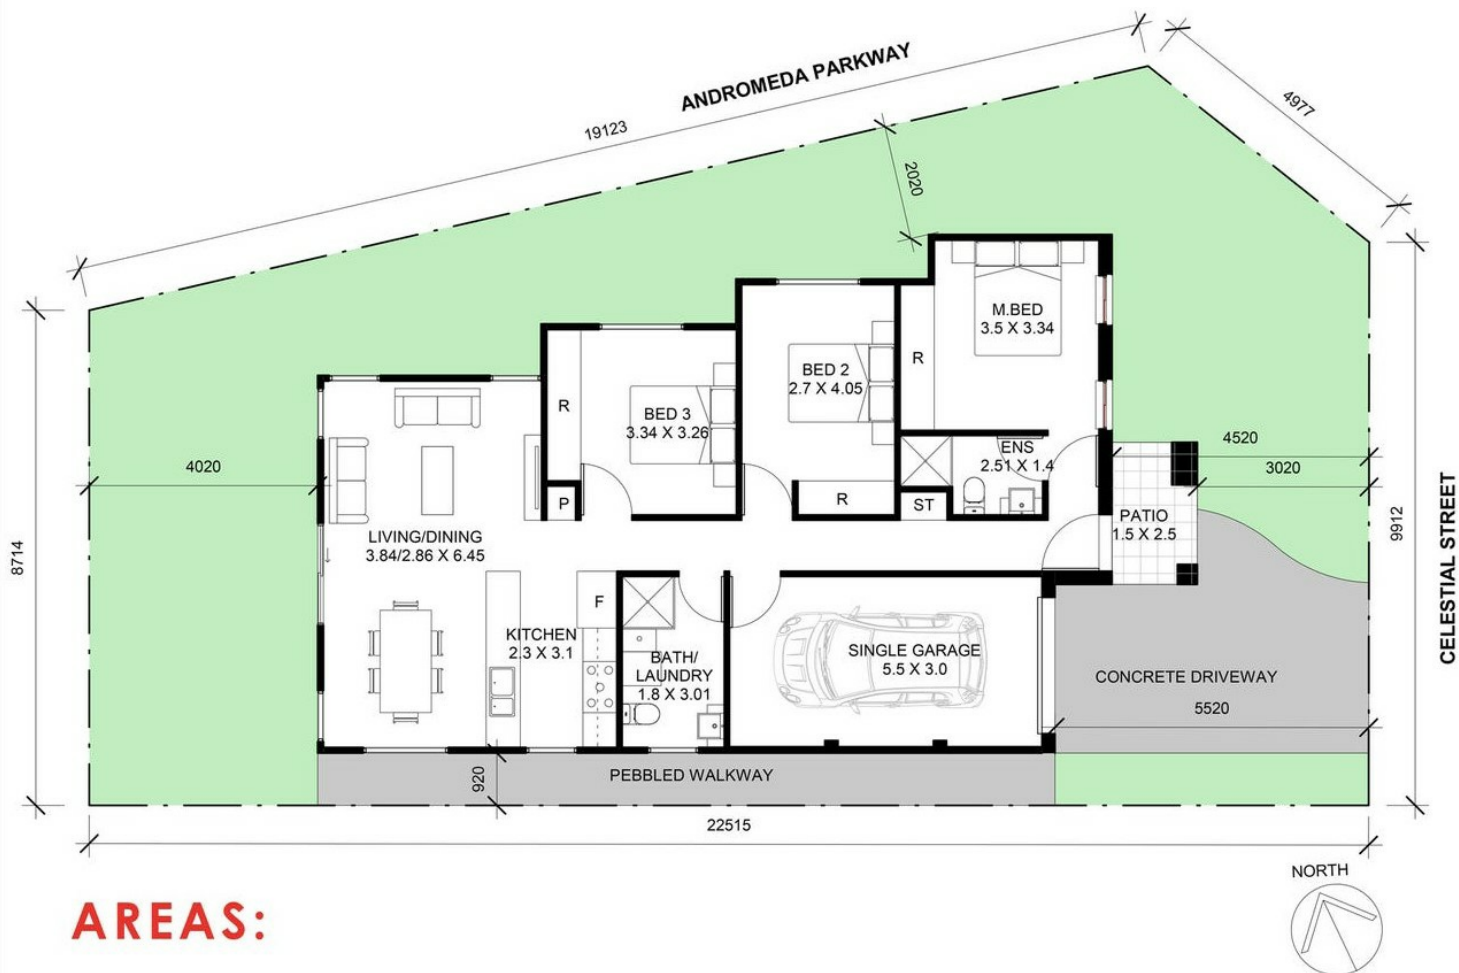 ANDROMEDA PARKWAY
19123
4977
2020
M.BED
3.5 X 3.34
R
BED 2
2.7 X 4.05
BED 3
3.34 X 3.26
R
R
P
ENS
2.51 X 1.4
ST
4520
3020
4020
PATIO
1.5 X 2.5
LIVING/DINING
3.84/2.86 X 6.45
8714
9912
CELESTIAL STREET
F
KITCHEN
2.3 X 3.1
BATH/
LAUNDRY
1.8 X 3.01
SINGLE GARAGE
5.5 X 3.0
CONCRETE DRIVEWAY
5520
920
PEBBLED WALKWAY
22515
NORTH
AREAS: